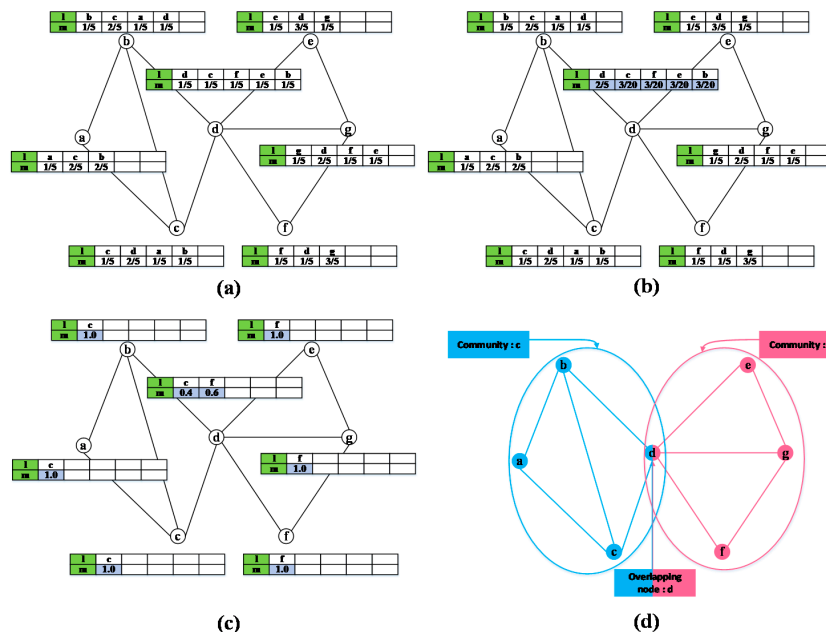 l b c a d
m 1/5 2/5 1/5 1/5
l e d g
m 1/5 3/5 1/5
b
e
l d c f e b
m 1/5 1/5 1/5 1/5 1/5
a
d
g
l a c b
m 1/5 2/5 2/5
l g d f e
m 1/5 2/5 1/5 1/5
c
f
l c d a b
m 1/5 2/5 1/5 1/5
l f d g
m 1/5 1/5 3/5
(a)
l b c a d
m 1/5 2/5 1/5 1/5
l e d g
m 1/5 3/5 1/5
b
e
l d c f e b
m 2/5 3/20 3/20 3/20 3/20
a
d
g
l a c b
m 1/5 2/5 2/5
l g d f e
m 1/5 2/5 1/5 1/5
c
f
l c d a b
m 1/5 2/5 1/5 1/5
l f d g
m 1/5 1/5 3/5
(b)
l c
m 1.0
l f
m 1.0
b
e
l c f
m 0.4 0.6
a
d
g
l c
m 1.0
l f
m 1.0
c
f
l c
m 1.0
l f
m 1.0
(c)
Community : c
Community :
b
e
d
a
g
c
f
Overlapping
node : d
(d)